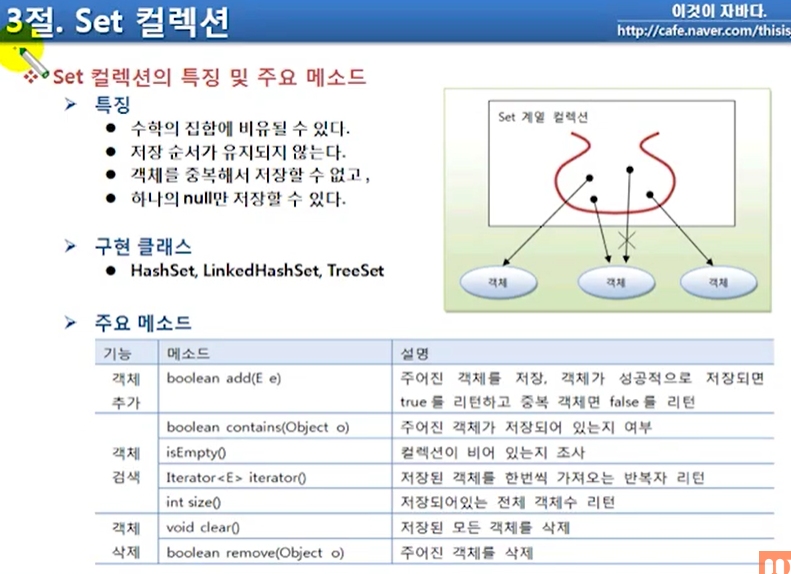 3절. Set 컬렉션
이것이 자바다.
http://cafe.naver.com/thisis
Set 컬렉션의 특징 및 주요 메소드
특징
수학의 집합에 비유될 수 있다.
저장 순서가 유지되지 않는다.
객체를 중복해서 저장할 수 없고,
하나의 null만 저장할 수 있다.
구현 클래스
HashSet, LinkedHashSet, TreeSet
Set 계열 컬렉션
객체 객체 객체
주요 메소드
기능 메소드 설명
객체 추가 boolean add(E e) 주어진 객체를 저장, 객체가 성공적으로 저장되면
true를 리턴하고 중복 객체면 false를 리턴
객체 검색 boolean contains(Object o) 주어진 객체가 저장되어 있는지 여부
isEmpty() 컬렉션이 비어 있는지 조사
Iterator<E> iterator() 저장된 객체를 한번씩 가져오는 반복자 리턴
int size() 저장되어있는 전체 객체수 리턴
객체 삭제 void clear() 저장된 모든 객체를 삭제
boolean remove(Object o) 주어진 객체를 삭제